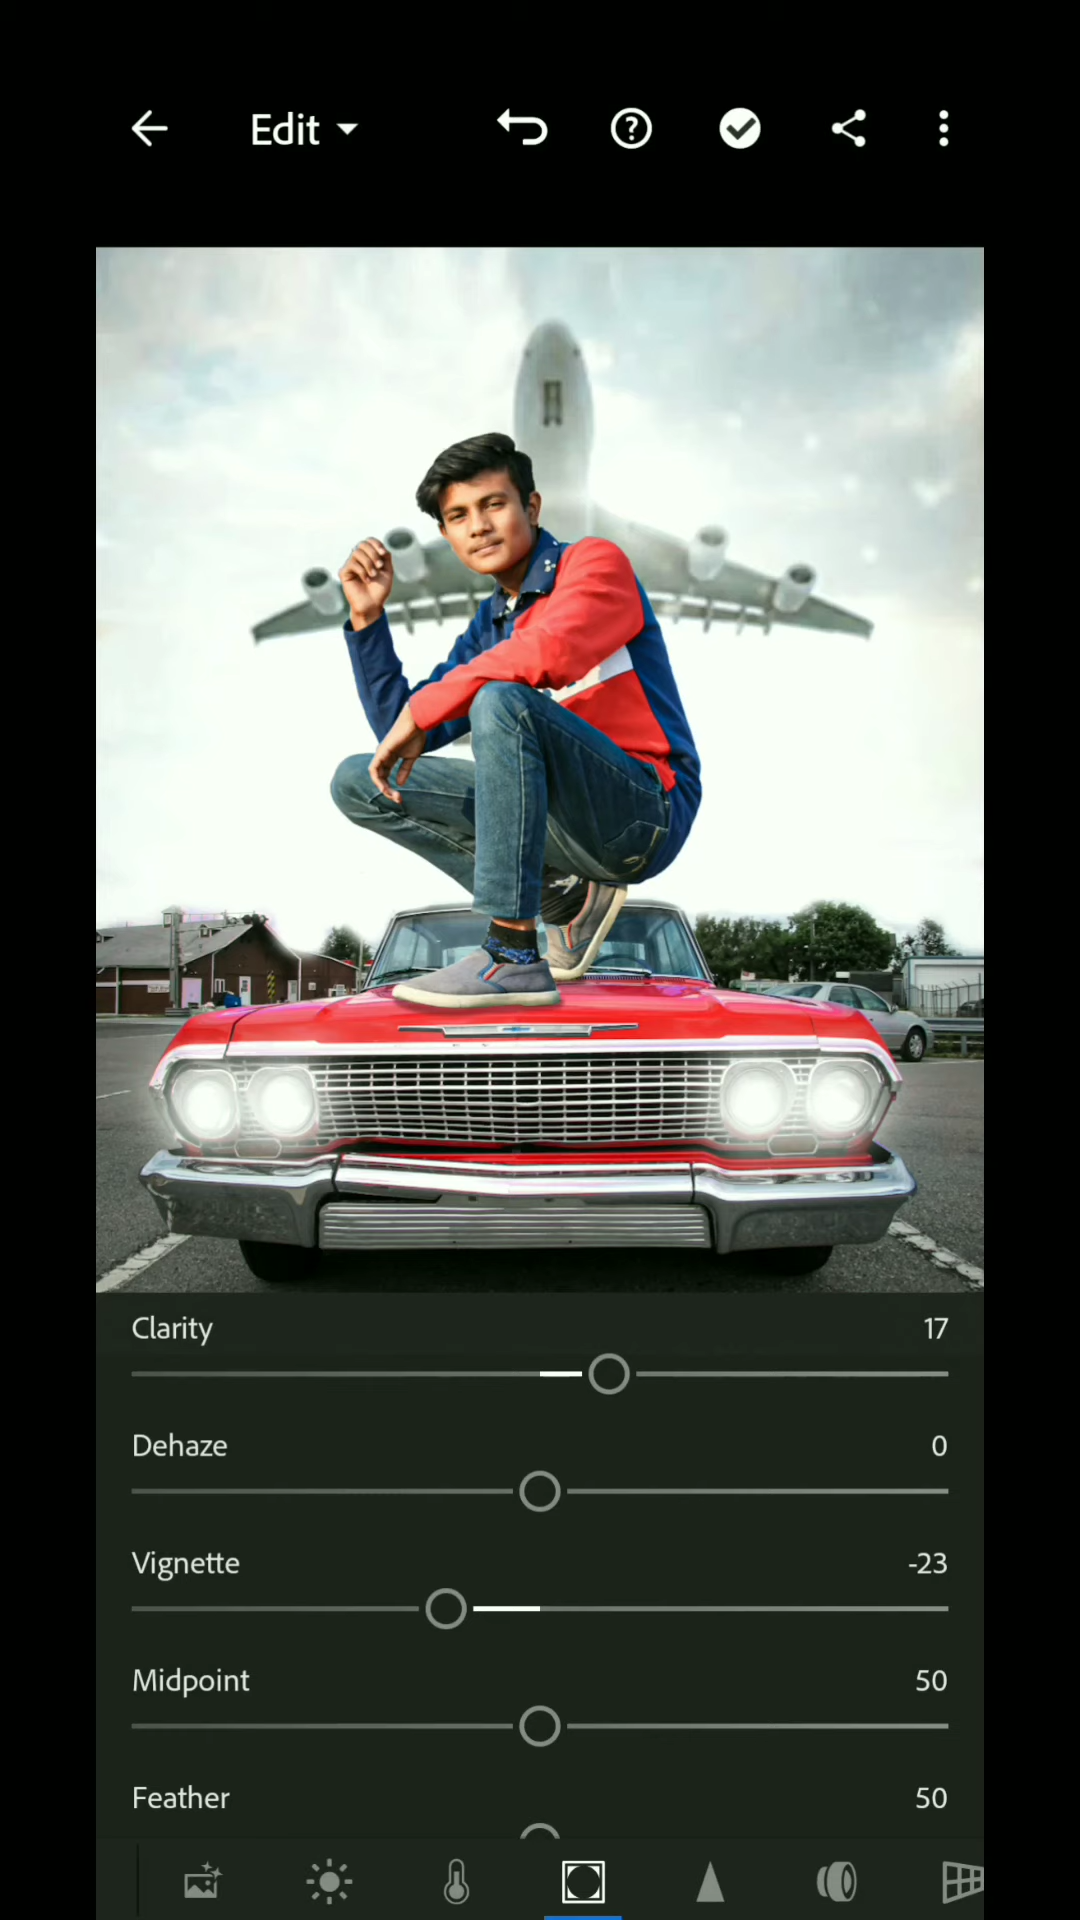 Edit
Clarity 17
Dehaze 0
Vignette -23
Midpoint 50
Feather 50